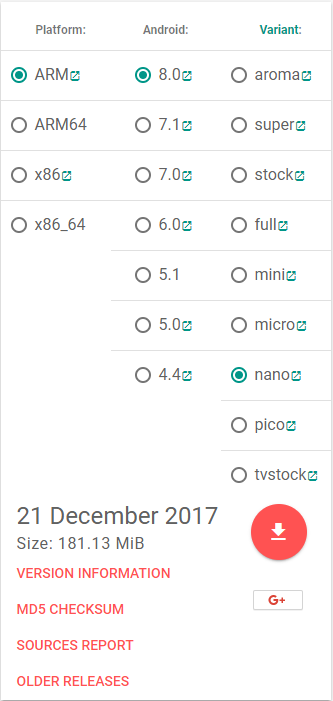 Platform: Android: Variant:
ARM 8.0 aroma
ARM64 7.1 super
x86 7.0 stock
x86_64 6.0 full
5.1 mini
5.0 micro
4.4 nano
pico
tvstock
21 December 2017
Size: 181.13 MiB
VERSION INFORMATION
G+
MD5 CHECKSUM
SOURCES REPORT
OLDER RELEASES